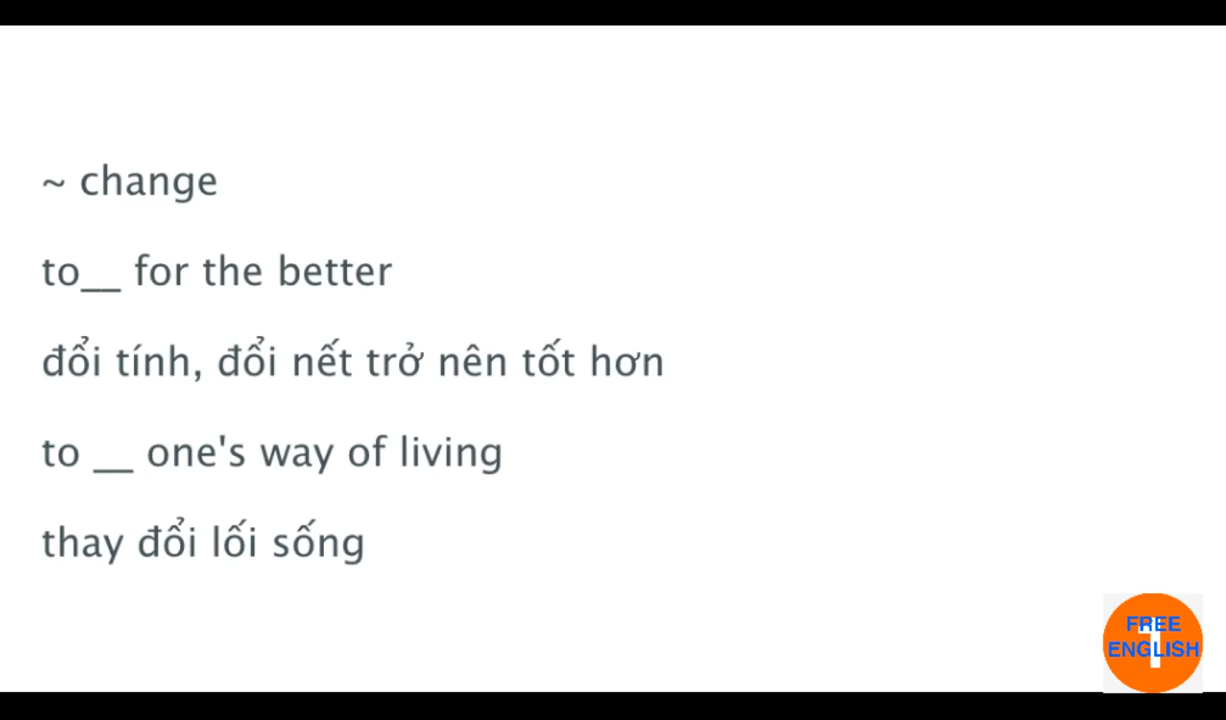 ~ change
to__ for the better
đổi tính, đổi nết trở nên tốt hơn
to __ one's way of living
thay đổi lối sống
FREE
1
ENGLISH